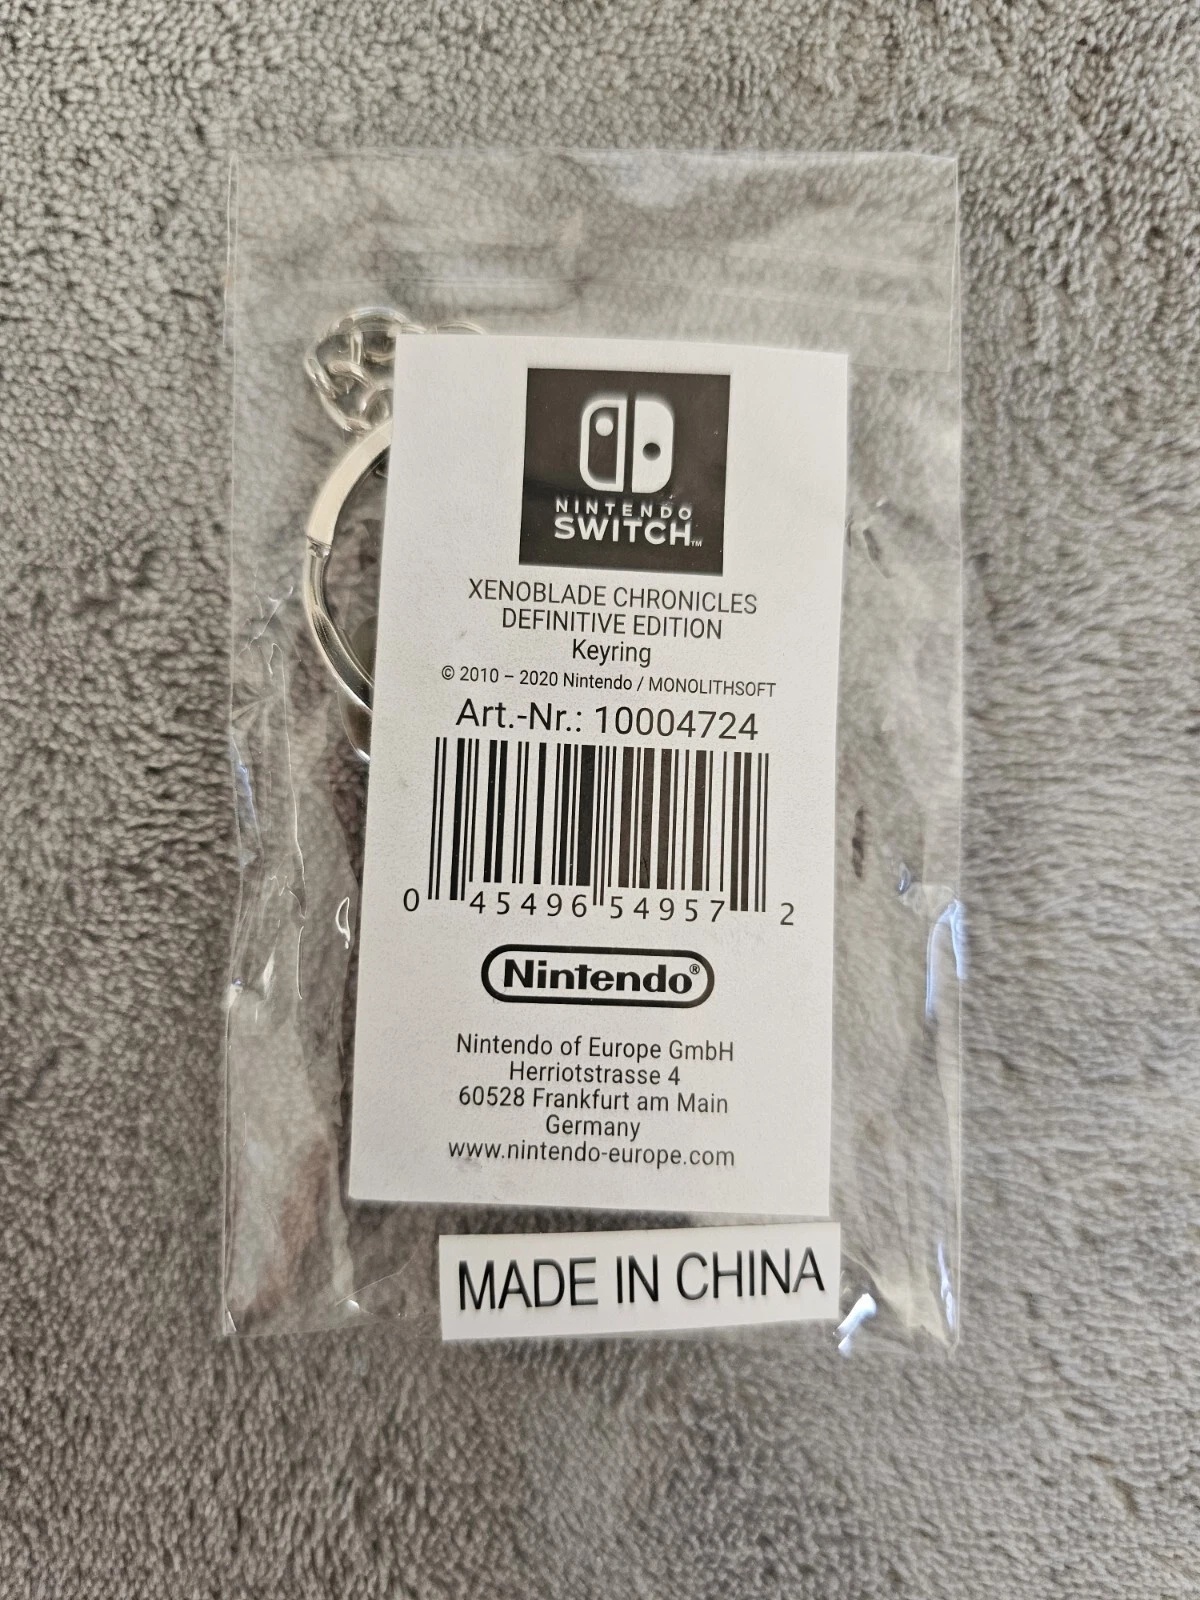 NINTENDO
SWITCH™
XENOBLADE CHRONICLES
DEFINITIVE EDITION
Keyring
© 2010 – 2020 Nintendo / MONOLITHSOFT
Art.-Nr.: 10004724
0 45496 54957 2
Nintendo®
Nintendo of Europe GmbH
Herriotstrasse 4
60528 Frankfurt am Main
Germany
www.nintendo-europe.com
MADE IN CHINA